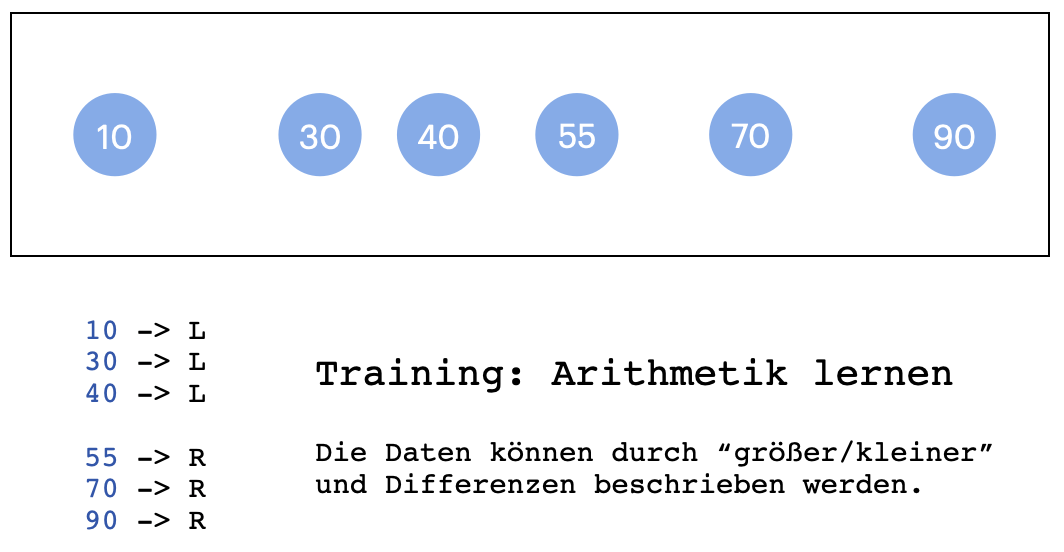 10 30 40 55 70 90
10 -> L
30 -> L
40 -> L
55 -> R
70 -> R
90 -> R
Training: Arithmetik lernen
Die Daten können durch “größer/kleiner”
und Differenzen beschrieben werden.